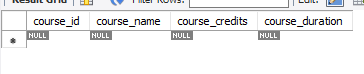 Result Grid Filter Rows: Edit:
course_id course_name course_credits course_duration
NULL NULL NULL NULL